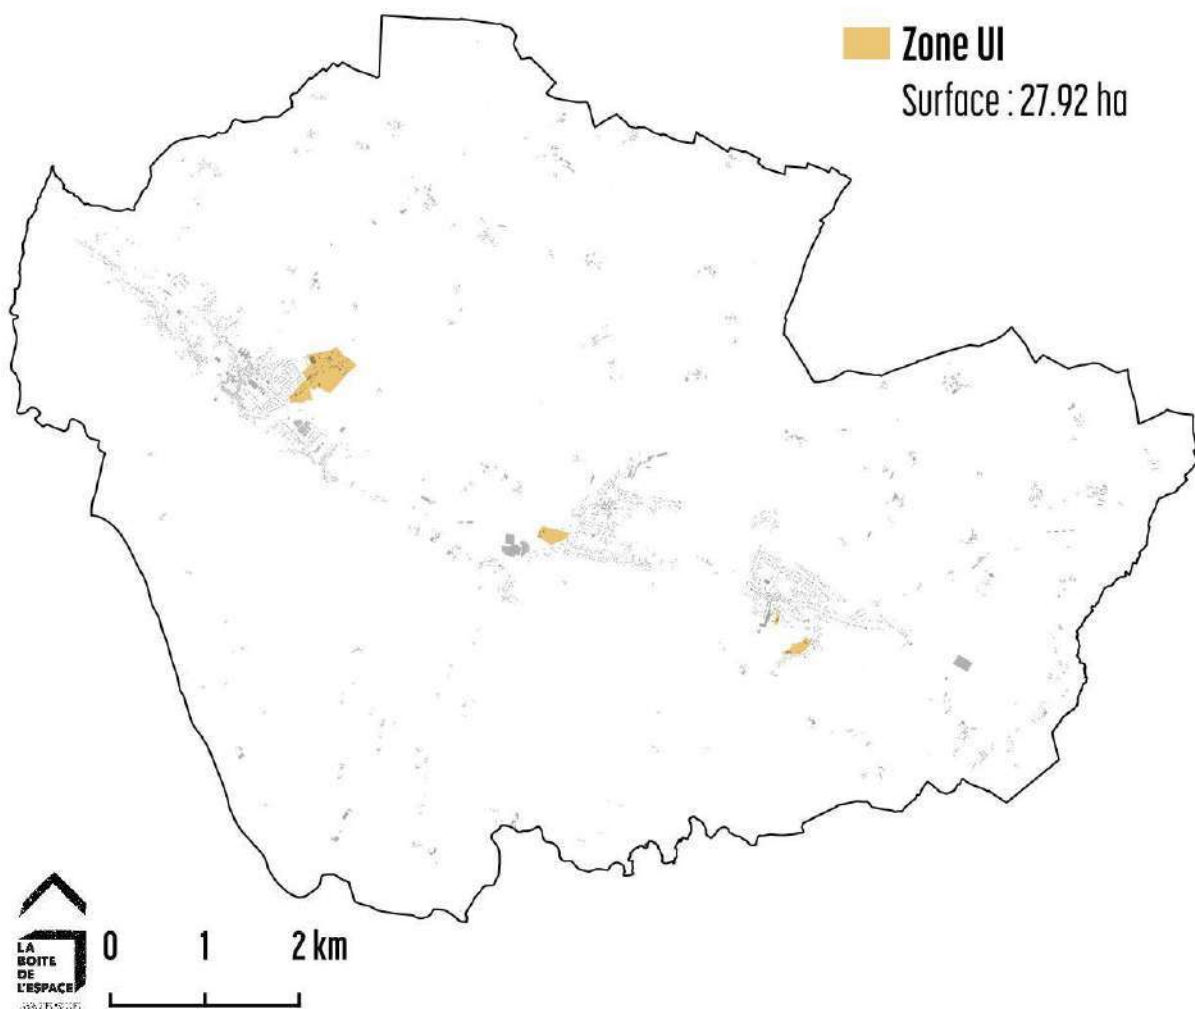 Zone UI
Surface : 27.92 ha
LA
BOITE
DE
L'ESPACE
0 1 2 km